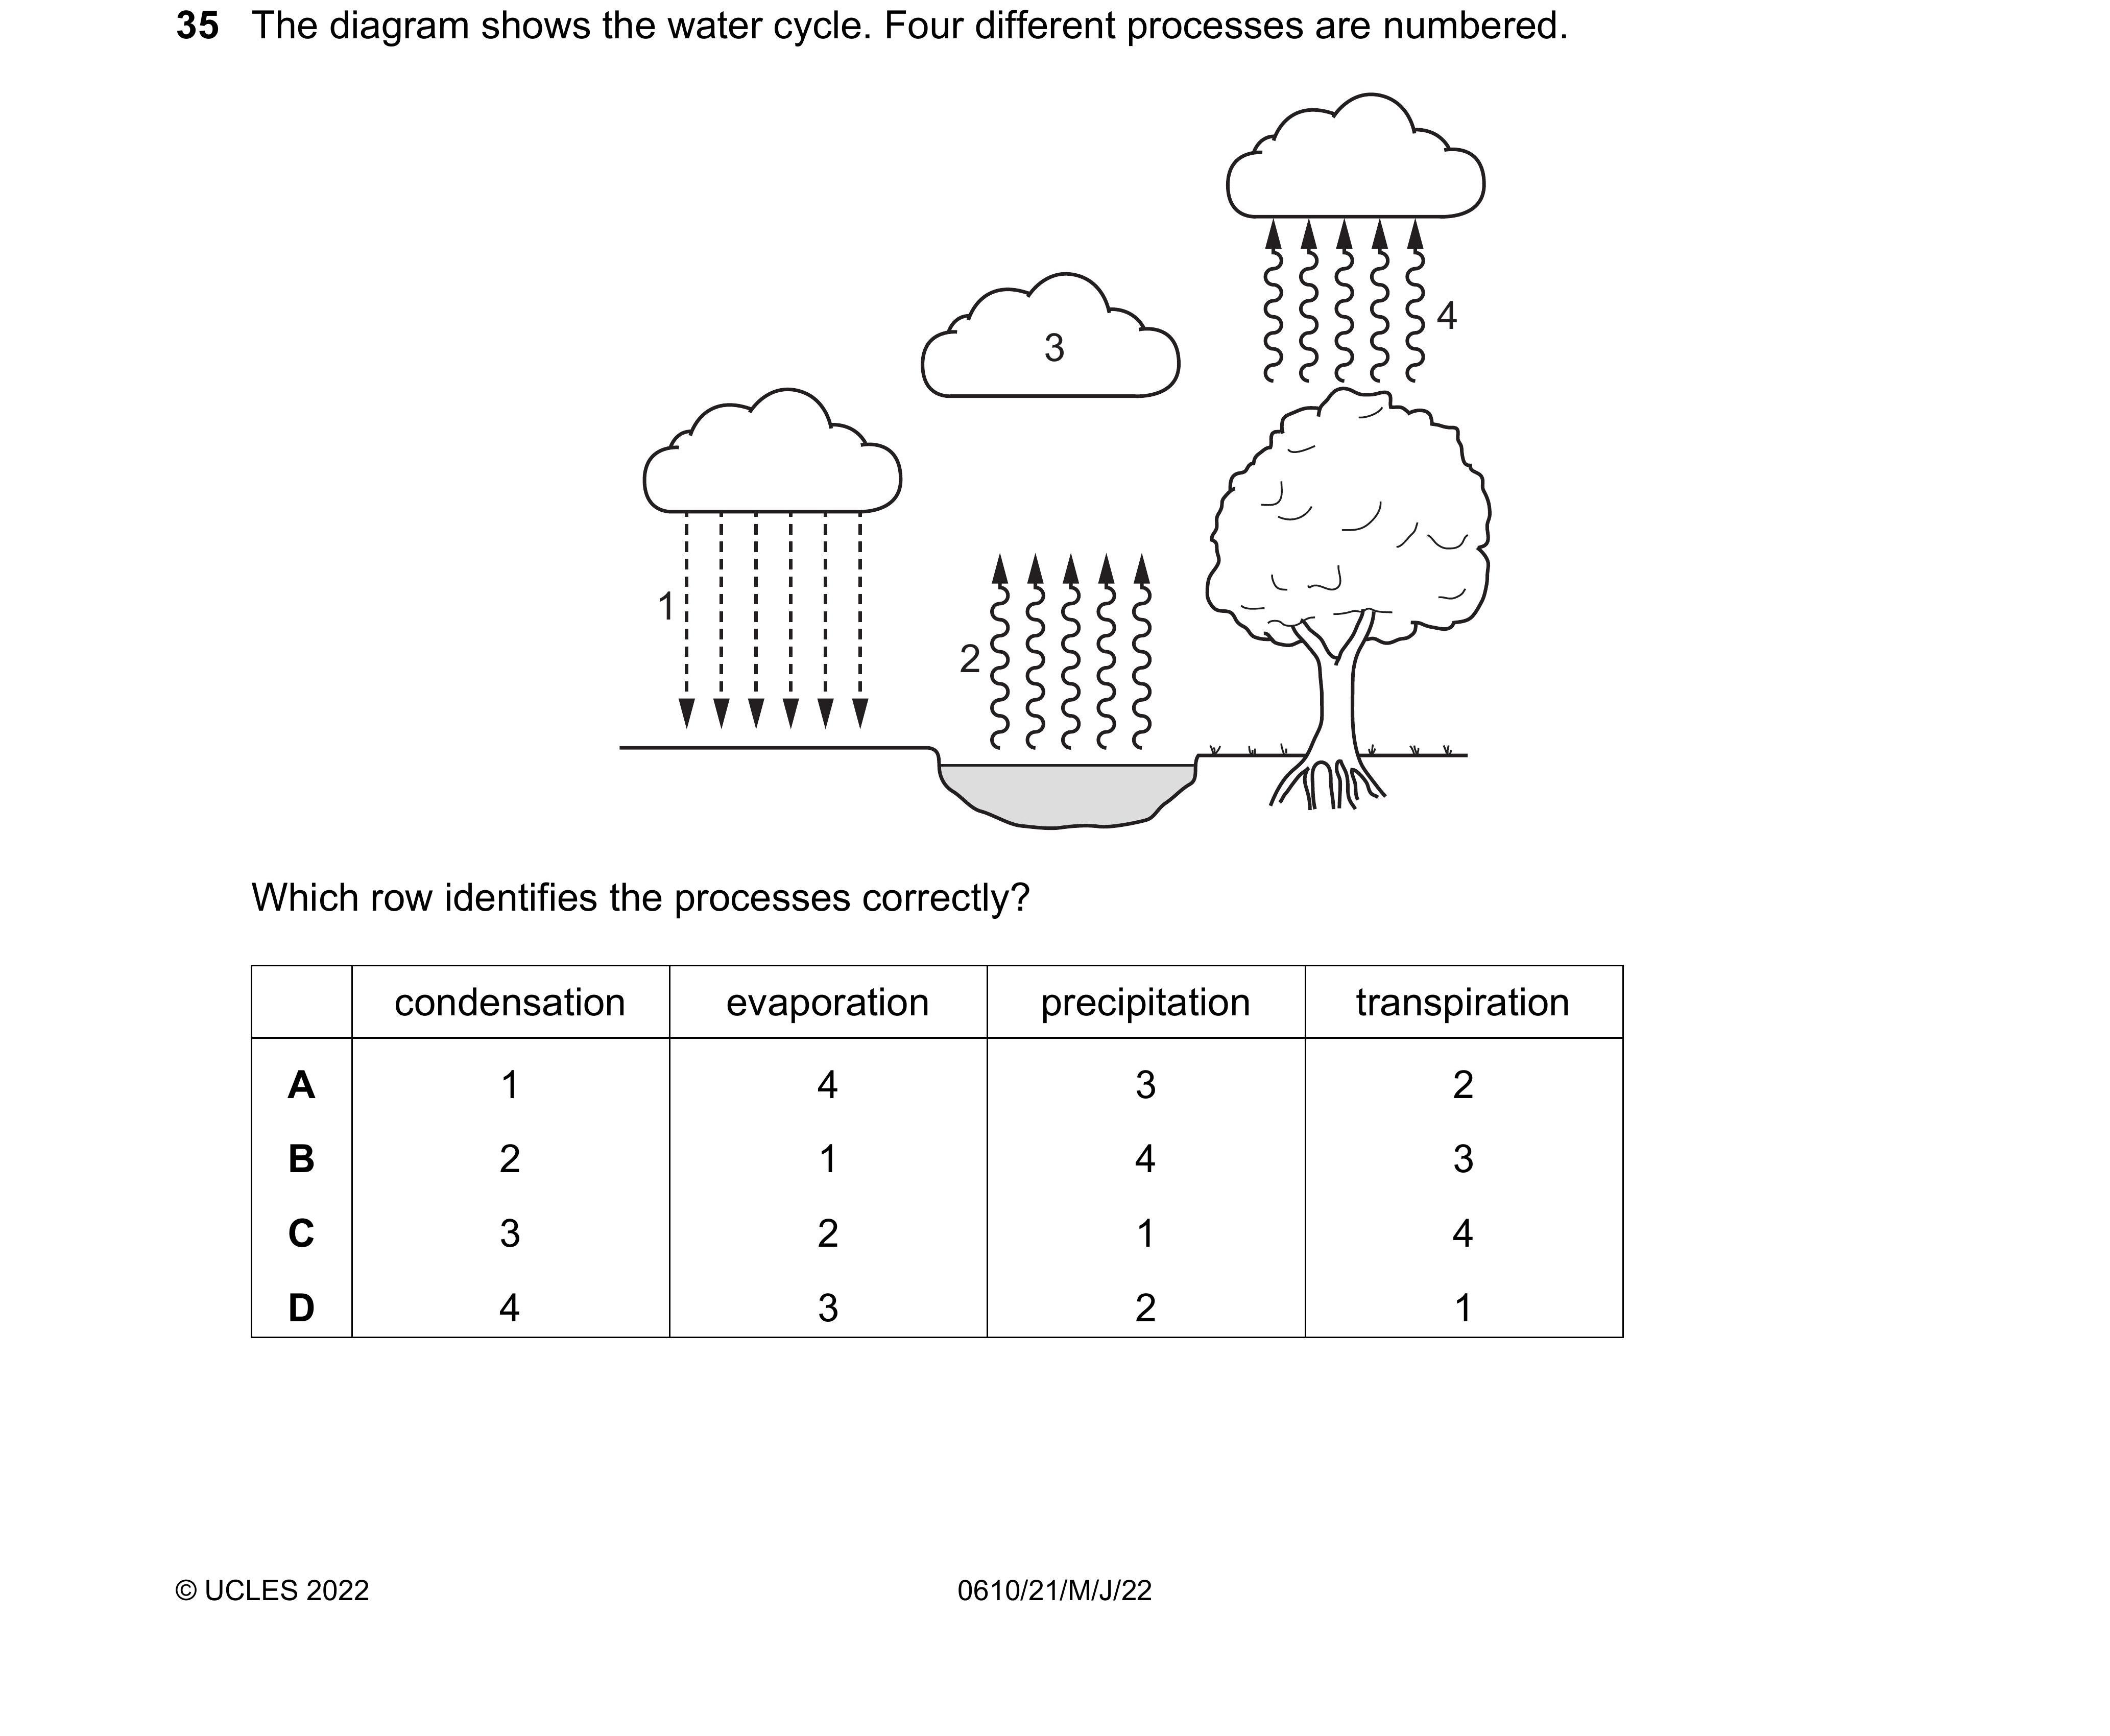 35 The diagram shows the water cycle. Four different processes are numbered.
4
3
1
2
Which row identifies the processes correctly?
condensation evaporation precipitation transpiration
A 1 4 3 2
B 2 1 4 3
C 3 2 1 4
D 4 3 2 1
© UCLES 2022 0610/21/M/J/22